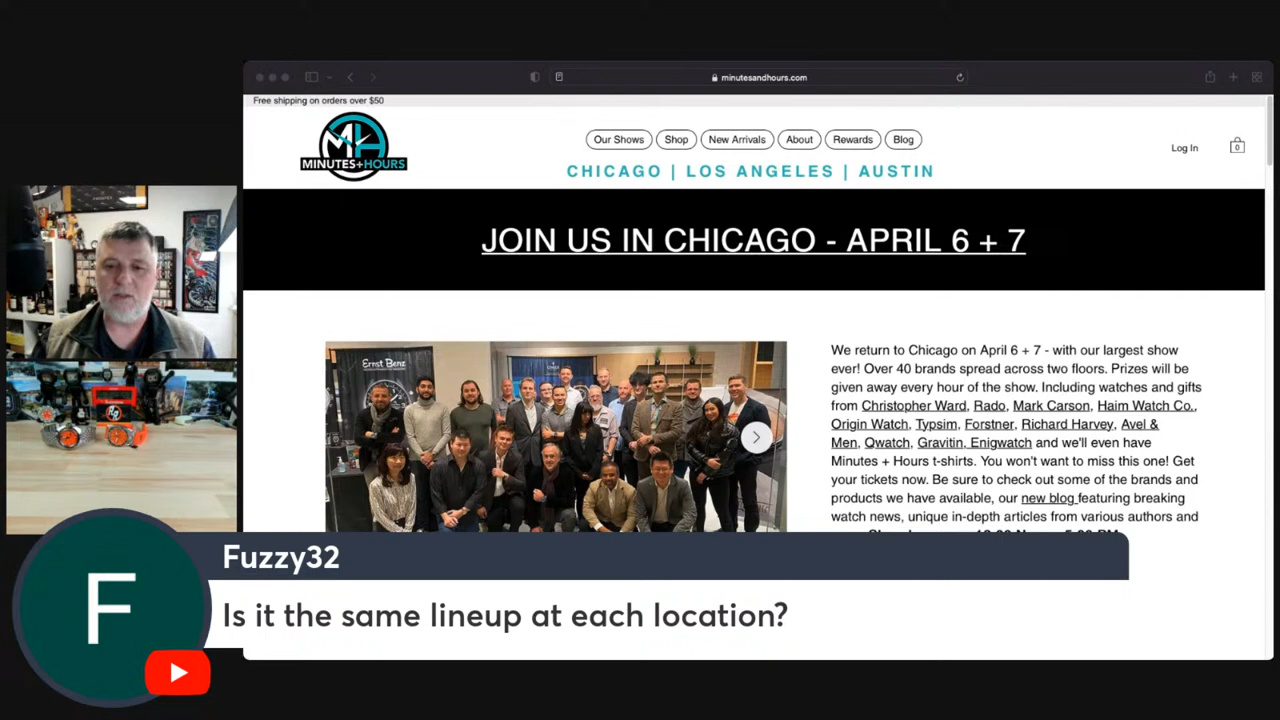 minutesandhours.com
Free shipping on orders over $50
MH
MINUTES+HOURS
Our Shows
Shop
New Arrivals
About
Rewards
Blog
Log In
0
CHICAGO | LOS ANGELES | AUSTIN
JOIN US IN CHICAGO - APRIL 6 + 7
Ernst Benz
We return to Chicago on April 6 + 7 - with our largest show
ever! Over 40 brands spread across two floors. Prizes will be
given away every hour of the show. Including watches and gifts
from Christopher Ward, Rado, Mark Carson, Haim Watch Co.,
Origin Watch, Typsim, Forstner, Richard Harvey, Avel &
Men, Qwatch, Gravitin, Enigwatch and we'll even have
Minutes + Hours t-shirts. You won't want to miss this one! Get
your tickets now. Be sure to check out some of the brands and
products we have available, our new blog featuring breaking
watch news, unique in-depth articles from various authors and
F
Fuzzy32
Is it the same lineup at each location?